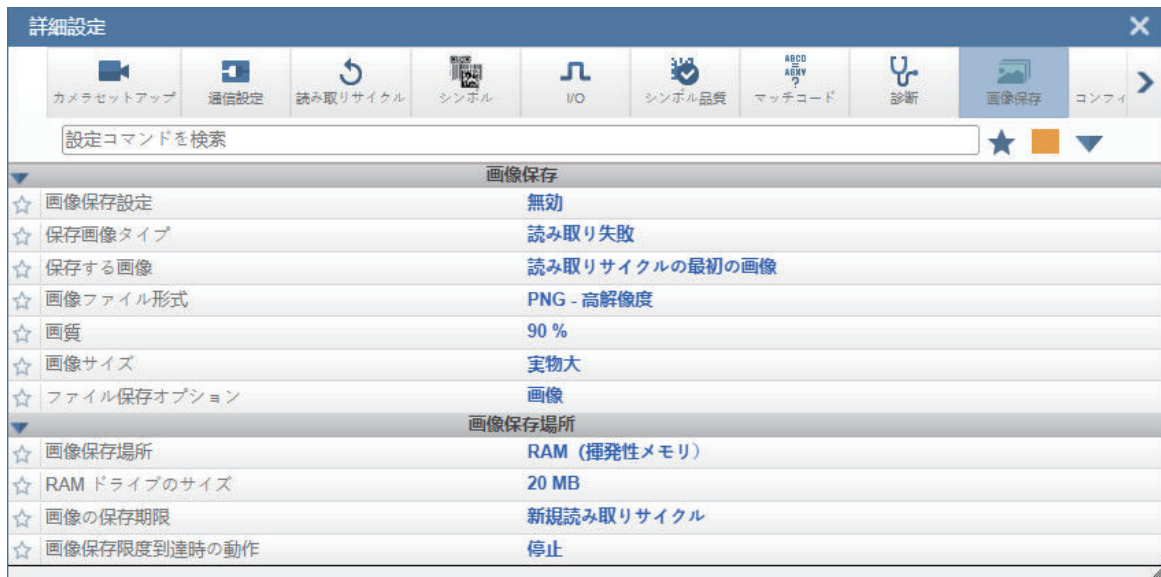 詳細設定
カメラセットアップ 通信設定 読み取りサイクル シンボル I/O シンボル品質 マッチコード 診断 画像保存 コンフィ
ABCD
=
ABXY
?
設定コマンドを検索
画像保存
画像保存設定 無効
保存画像タイプ 読み取り失敗
保存する画像 読み取りサイクルの最初の画像
画像ファイル形式 PNG - 高解像度
画質 90 %
画像サイズ 実物大
ファイル保存オプション 画像
画像保存場所
画像保存場所 RAM（揮発性メモリ）
RAM ドライブのサイズ 20 MB
画像の保存期限 新規読み取りサイクル
画像保存限度到達時の動作 停止